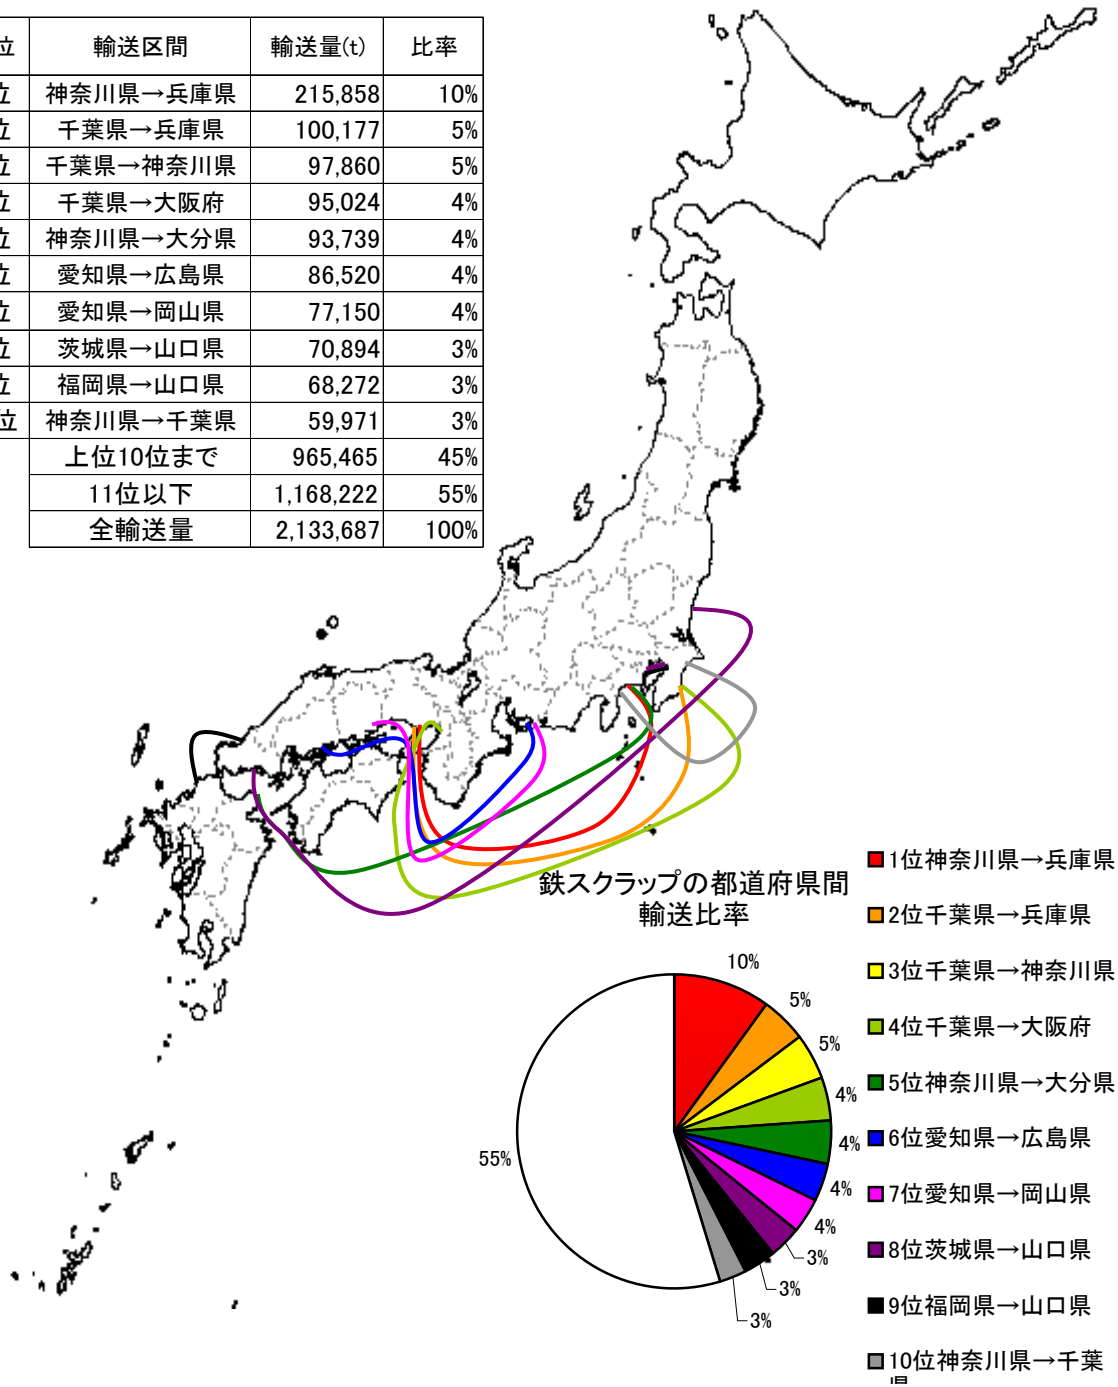 位 輸送区間 輸送量(t) 比率
位 神奈川県→兵庫県 215,858 10%
位 千葉県→兵庫県 100,177 5%
位 千葉県→神奈川県 97,860 5%
位 千葉県→大阪府 95,024 4%
位 神奈川県→大分県 93,739 4%
位 愛知県→広島県 86,520 4%
位 愛知県→岡山県 77,150 4%
位 茨城県→山口県 70,894 3%
位 福岡県→山口県 68,272 3%
位 神奈川県→千葉県 59,971 3%
上位10位まで 965,465 45%
11位以下 1,168,222 55%
全輸送量 2,133,687 100%
鉄スクラップの都道府県間
輸送比率
10%
5%
5%
4%
4%
4%
4%
3%
3%
3%
55%
1位神奈川県→兵庫県
2位千葉県→兵庫県
3位千葉県→神奈川県
4位千葉県→大阪府
5位神奈川県→大分県
6位愛知県→広島県
7位愛知県→岡山県
8位茨城県→山口県
9位福岡県→山口県
10位神奈川県→千葉
県